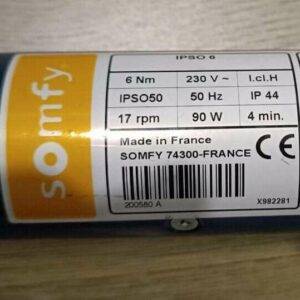 somfy
IPSO 6
6 Nm 230 V ~ I.cl.H
IPSO50 50 Hz IP 44
17 rpm 90 W 4 min.
Made in France
SOMFY 74300-FRANCE CE
200580 A X982281